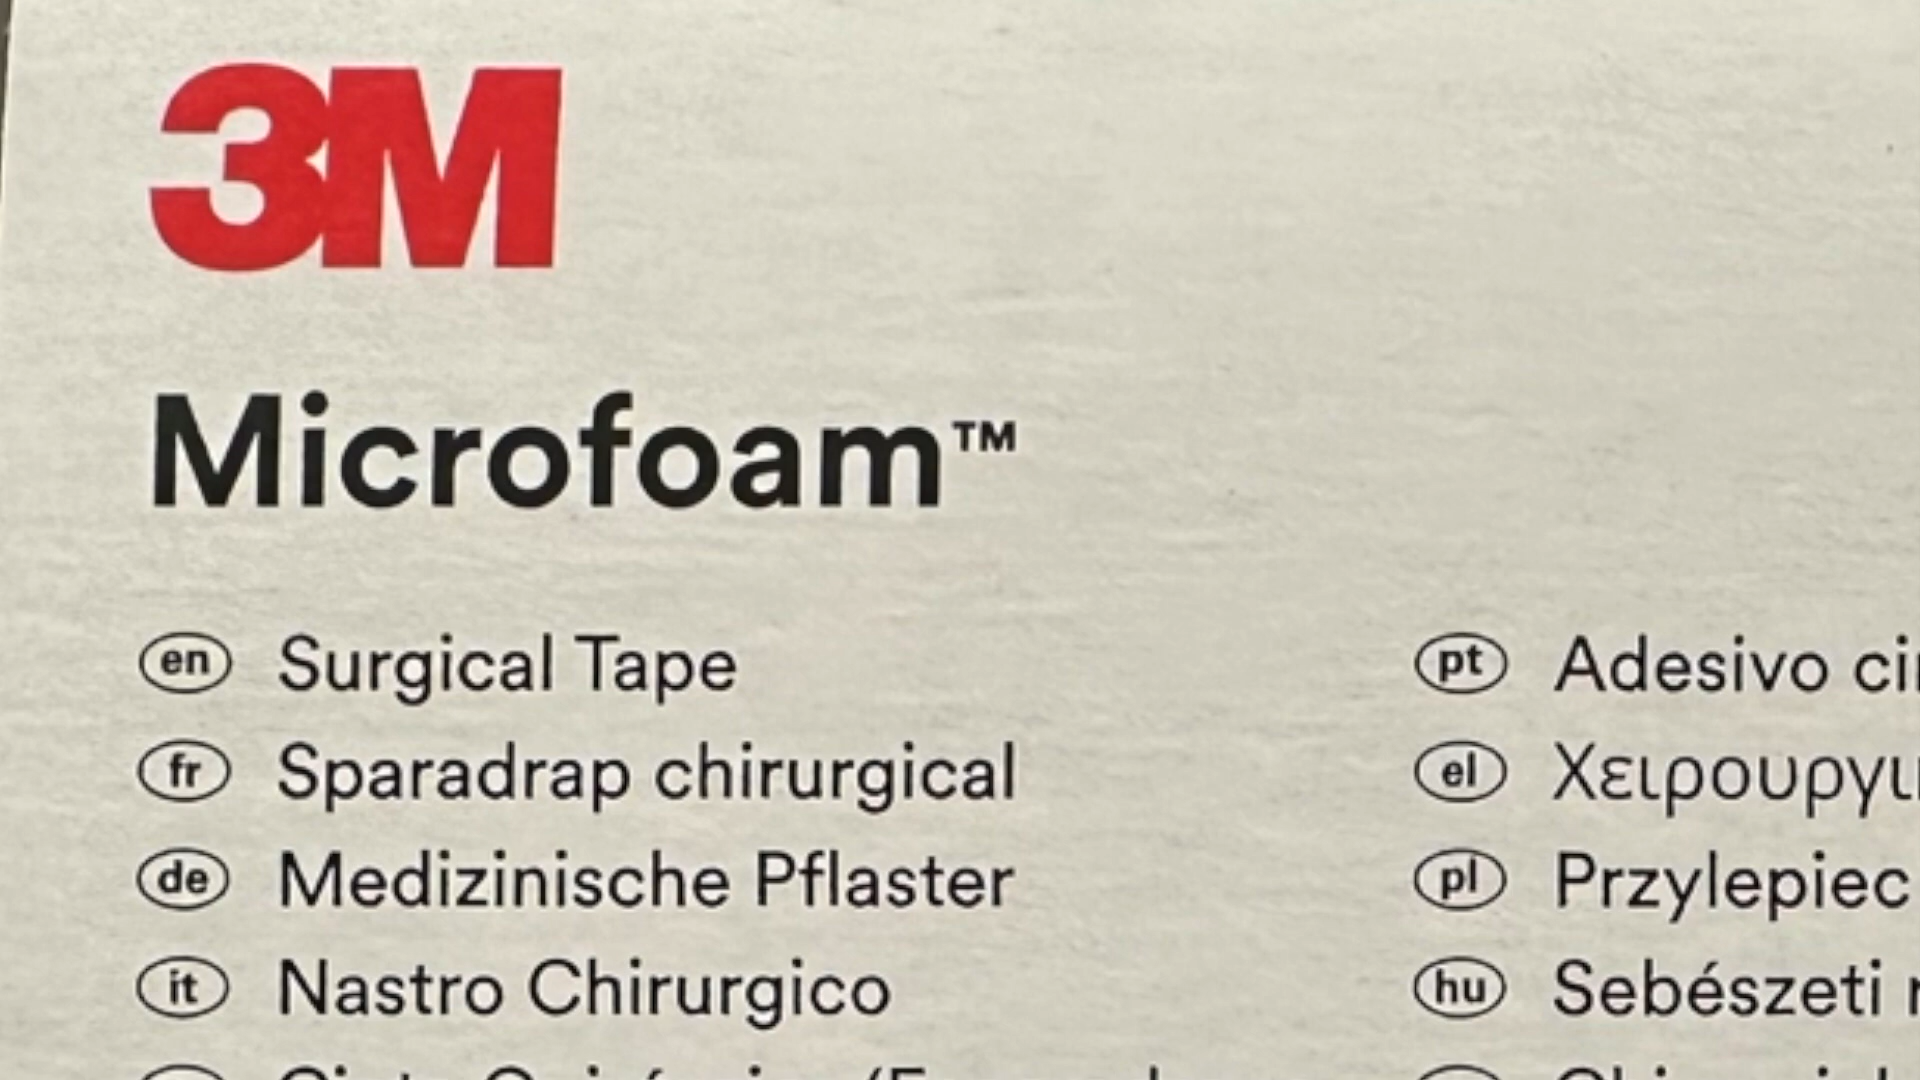 3M
Microfoam™
en Surgical Tape
fr Sparadrap chirurgical
de Medizinische Pflaster
it Nastro Chirurgico
pt Adesivo
el
pl Przylepiec
hu Sebészeti